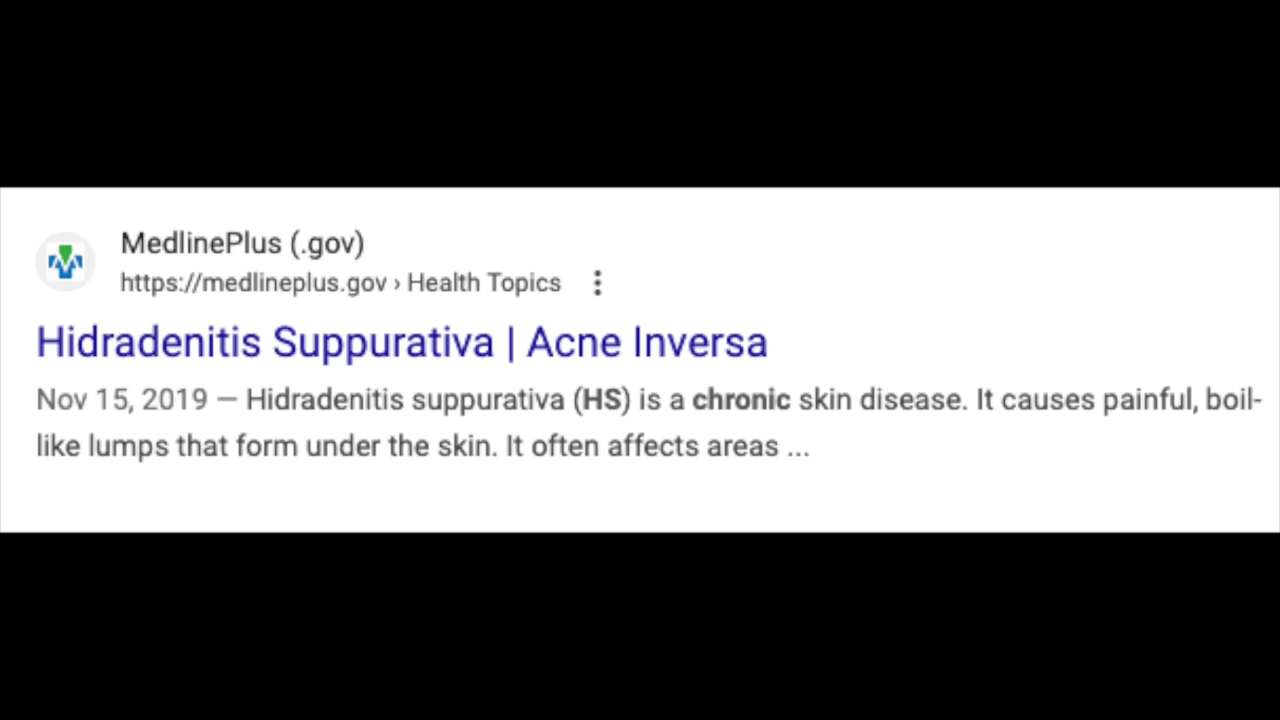 MedlinePlus (.gov)
https://medlineplus.gov › Health Topics
Hidradenitis Suppurativa | Acne Inversa
Nov 15, 2019 — Hidradenitis suppurativa (HS) is a chronic skin disease. It causes painful, boil-
like lumps that form under the skin. It often affects areas ...